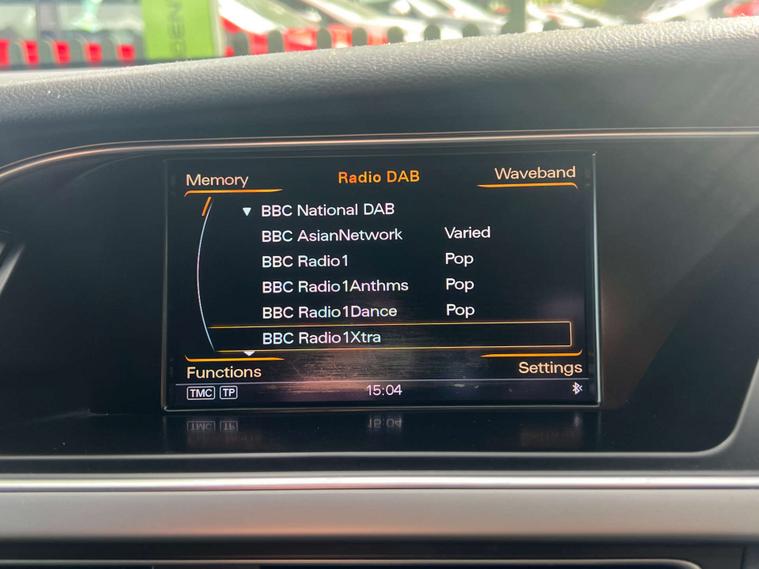 DENT
Memory Radio DAB Waveband
BBC National DAB
BBC AsianNetwork Varied
BBC Radio1 Pop
BBC Radio1Anthms Pop
BBC Radio1Dance Pop
BBC Radio1Xtra
Functions Settings
TMC TP 15:04